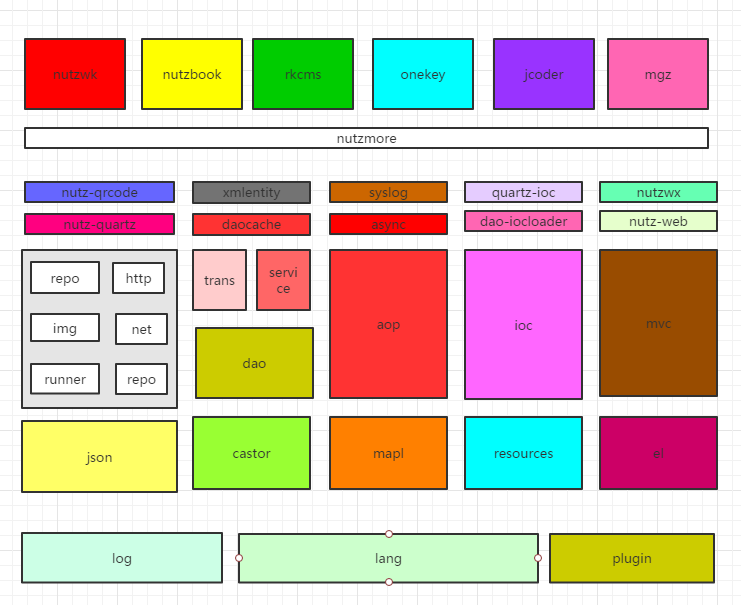 nutzwk
nutzbook
rkcms
onekey
jcoder
mgz
nutzmore
nutz-qrcode
xmlentity
syslog
quartz-ioc
nutzwx
nutz-quartz
daocache
async
dao-iocloader
nutz-web
repo
http
img
net
runner
repo
trans
servi
ce
dao
aop
ioc
mvc
json
castor
mapl
resources
el
log
lang
plugin